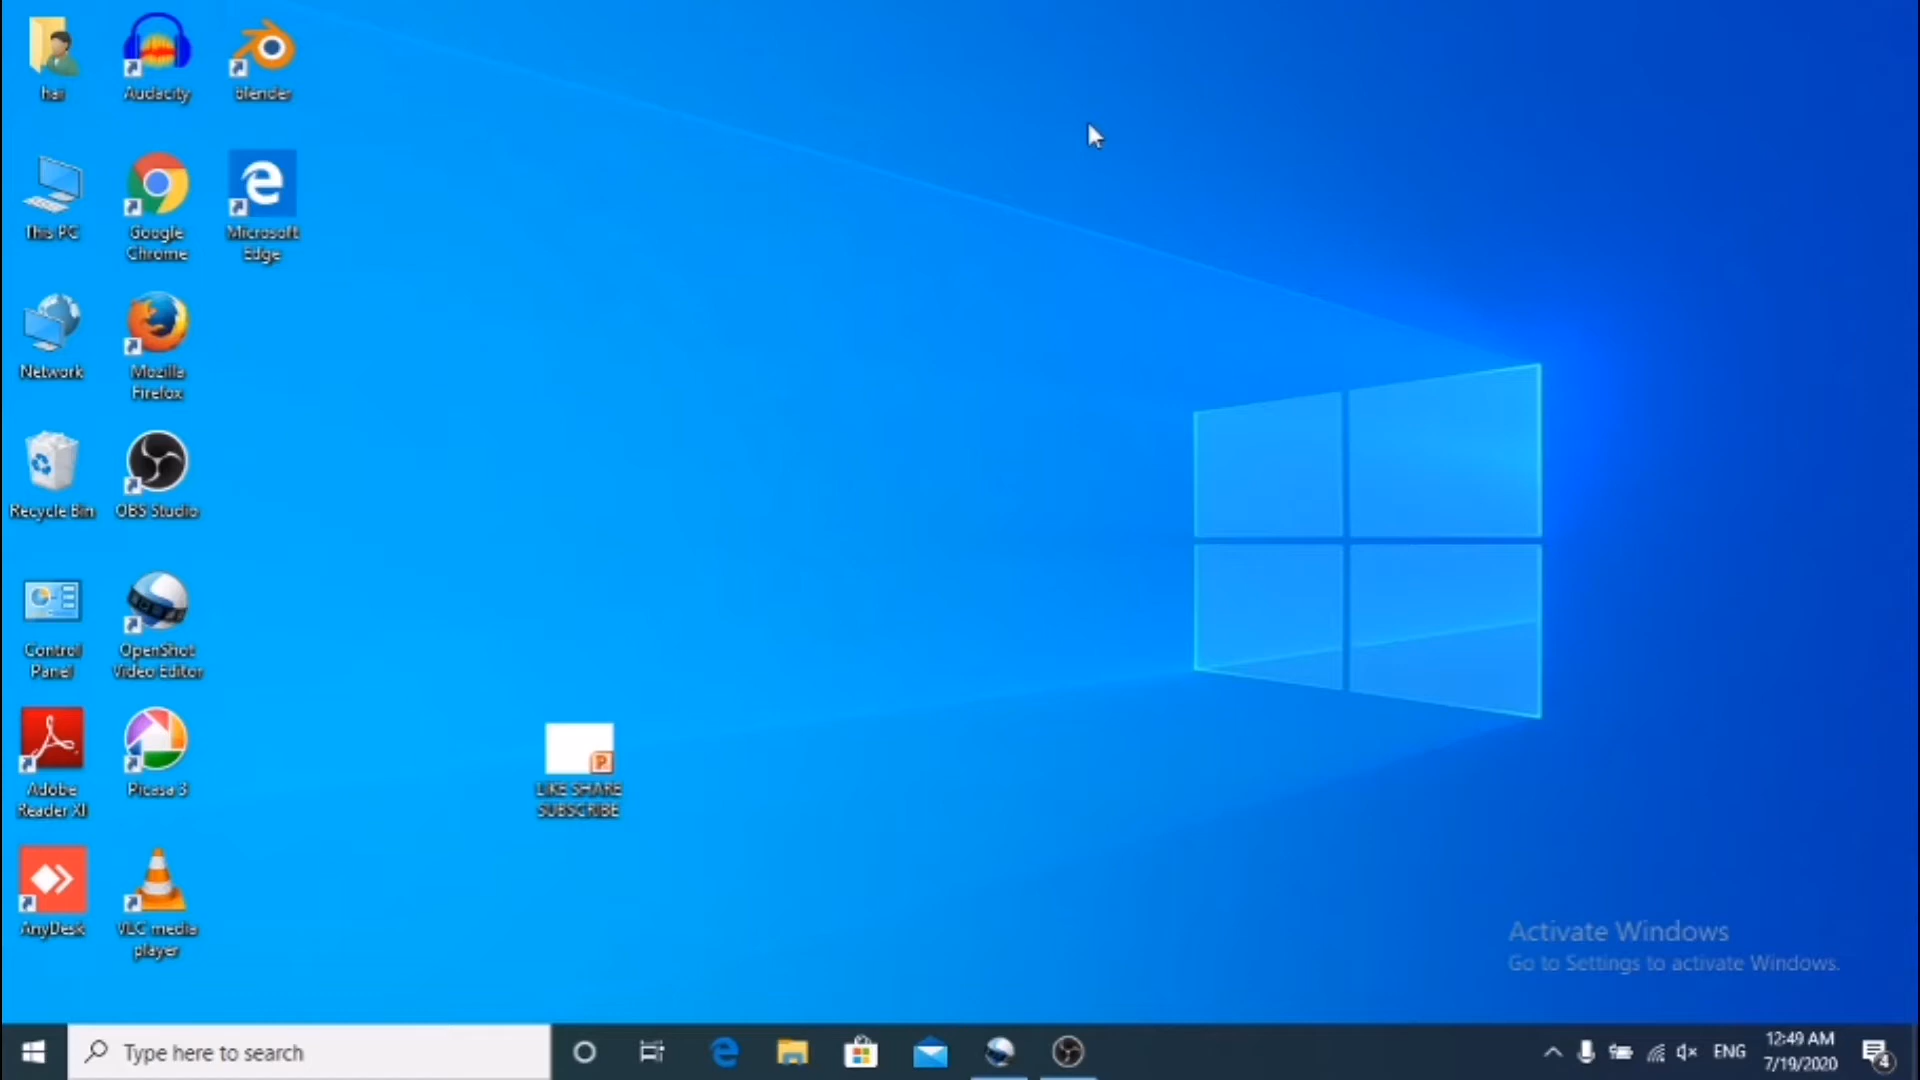 hai
Audacity
blender
This PC
Google
Chrome
Microsoft
Edge
Network
Mozilla
Firefox
Recycle Bin
OBS Studio
Control
Panel
OpenShot
Video Editor
Adobe
Reader XI
Picasa 3
P
LIKE SHARE
SUBSCRIBE
AnyDesk
VLC media
player
Activate Windows
Go to Settings to activate Windows.
Type here to search
ENG
12:49 AM
7/19/2020
4